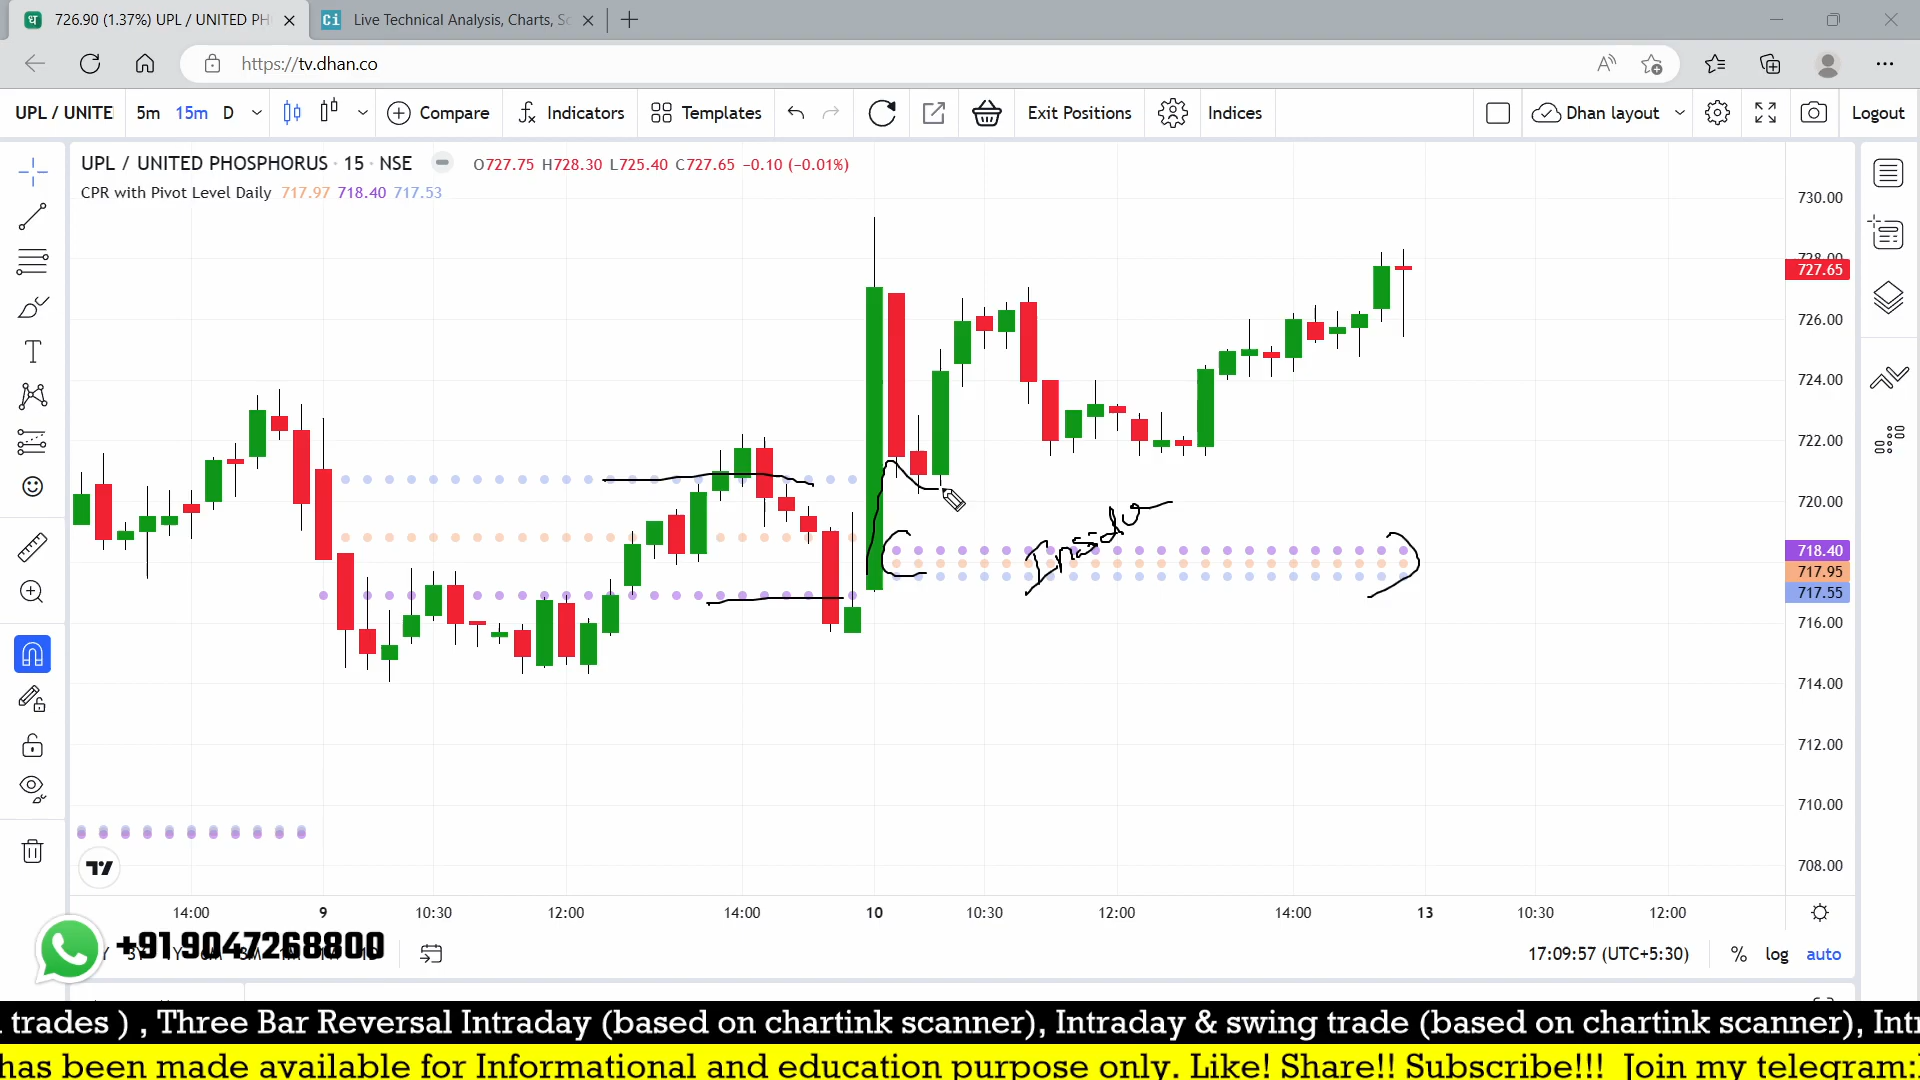 726.90 (1.37%) UPL / UNITED PH
Live Technical Analysis, Charts, Sc
https://tv.dhan.co
UPL / UNITE 5m 15m D Compare Indicators Templates Exit Positions Indices Dhan layout Logout
UPL / UNITED PHOSPHORUS · 15 · NSE O727.75 H728.30 L725.40 C727.65 −0.10 (−0.01%)
CPR with Pivot Level Daily 717.97 718.40 717.53
730.00
728.00
727.65
726.00
724.00
722.00
720.00
718.40
717.95
717.55
716.00
714.00
712.00
710.00
708.00
14:00 9 10:30 12:00 14:00 10 10:30 12:00 14:00 13 10:30 12:00
+91 9047268800
17:09:57 (UTC+5:30) % log auto
trades ) , Three Bar Reversal Intraday (based on chartink scanner), Intraday & swing trade (based on chartink scanner), Int
has been made available for Informational and education purpose only. Like! Share!! Subscribe!!! Join my telegram: